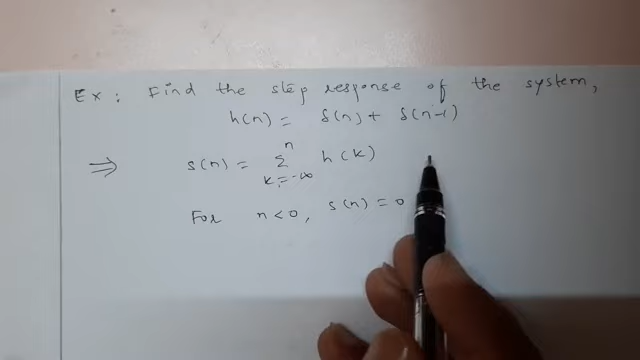 Ex: Find the step response of the system,
h(n) = δ(n) + δ(n-1)
⇒ s(n) = ∑_{k=-∞}^{n} h(k)
For n<0, s(n) = 0